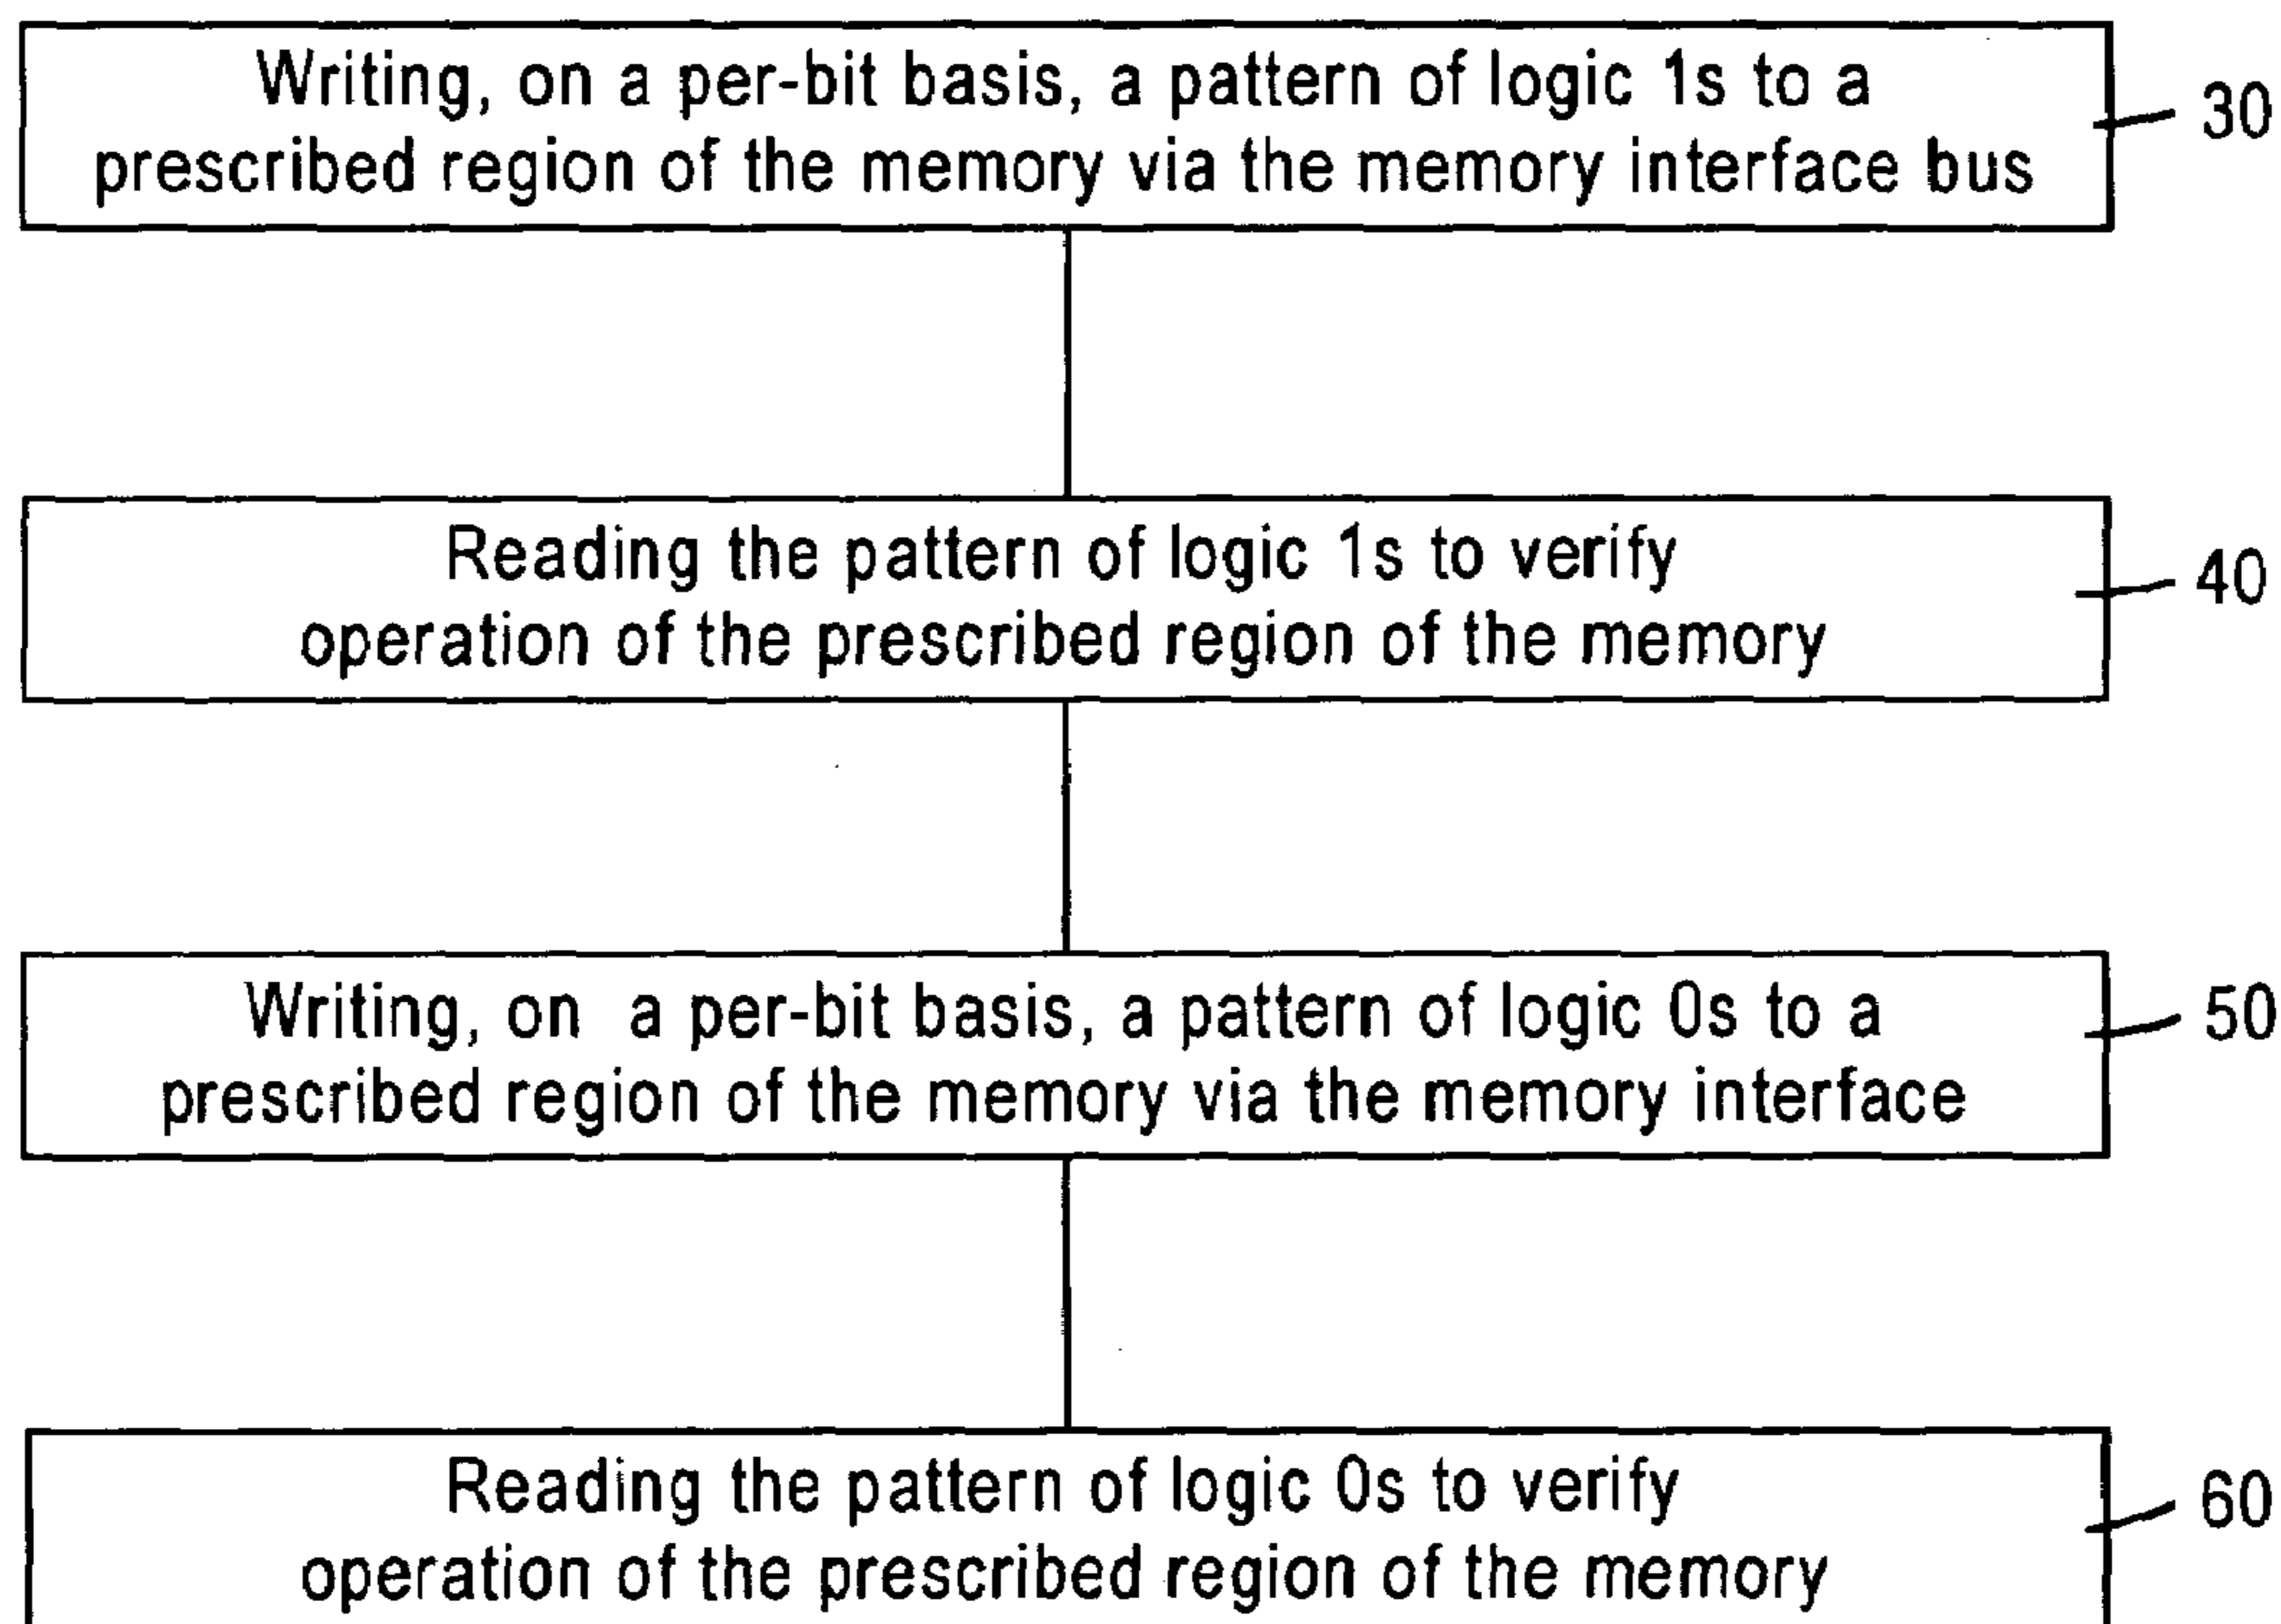 Writing, on a per-bit basis, a pattern of logic 1s to a
prescribed region of the memory via the memory interface bus
30
Reading the pattern of logic 1s to verify
operation of the prescribed region of the memory
40
Writing, on a per-bit basis, a pattern of logic 0s to a
prescribed region of the memory via the memory interface
50
Reading the pattern of logic 0s to verify
operation of the prescribed region of the memory
60